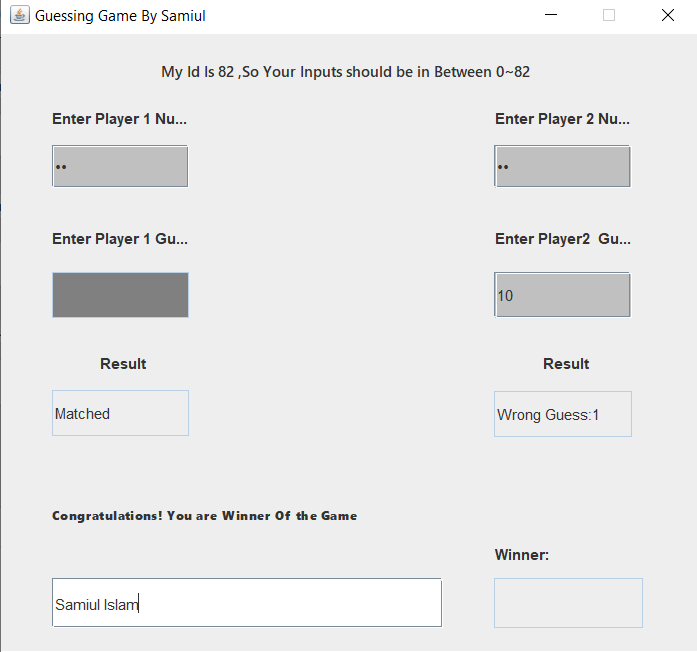 Guessing Game By Samiul
My Id Is 82 ,So Your Inputs should be in Between 0~82
Enter Player 1 Nu... Enter Player 2 Nu...
•• ••
Enter Player 1 Gu... Enter Player2  Gu...
10
Result Result
Matched Wrong Guess:1
Congratulations! You are Winner Of the Game
Winner:
Samiul Islam